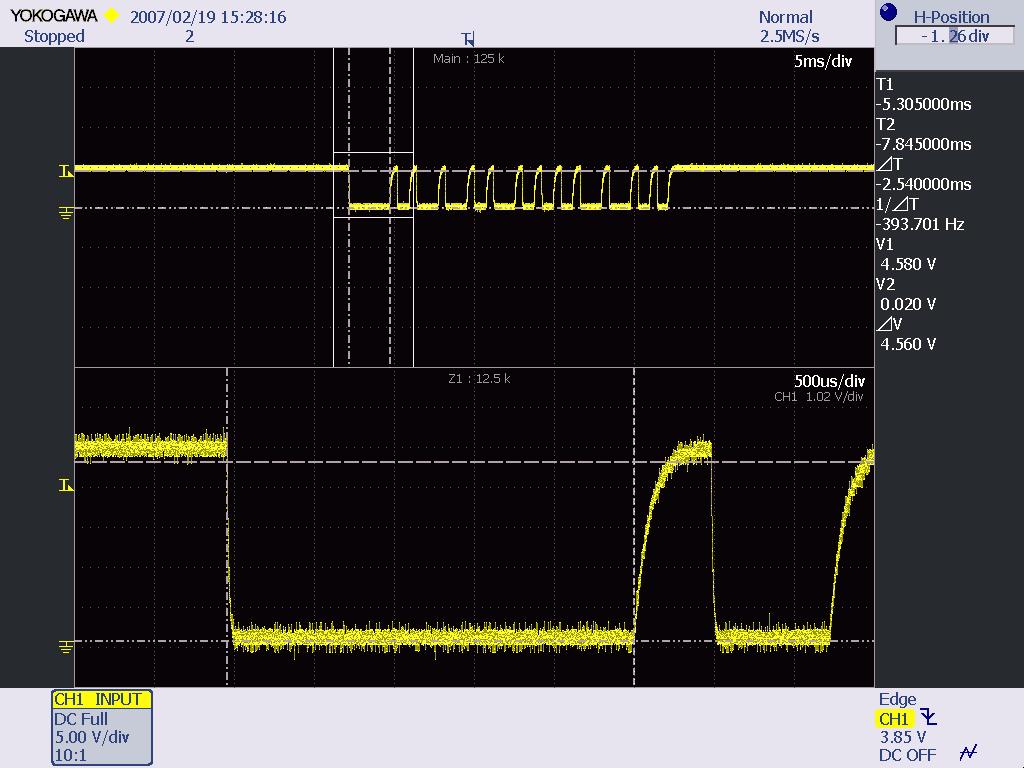 YOKOGAWA 2007/02/19 15:28:16
Stopped 2
Normal
2.5MS/s
H-Position
-1.26div
Main : 125 k
5ms/div
T1
-5.305000ms
T2
-7.845000ms
⊿T
-2.540000ms
1/⊿T
-393.701 Hz
V1
4.580 V
V2
0.020 V
⊿V
4.560 V
Z1 : 12.5 k
500us/div
CH1 1.02 V/div
CH1 INPUT
DC Full
5.00 V/div
10:1
Edge
CH1
3.85 V
DC OFF